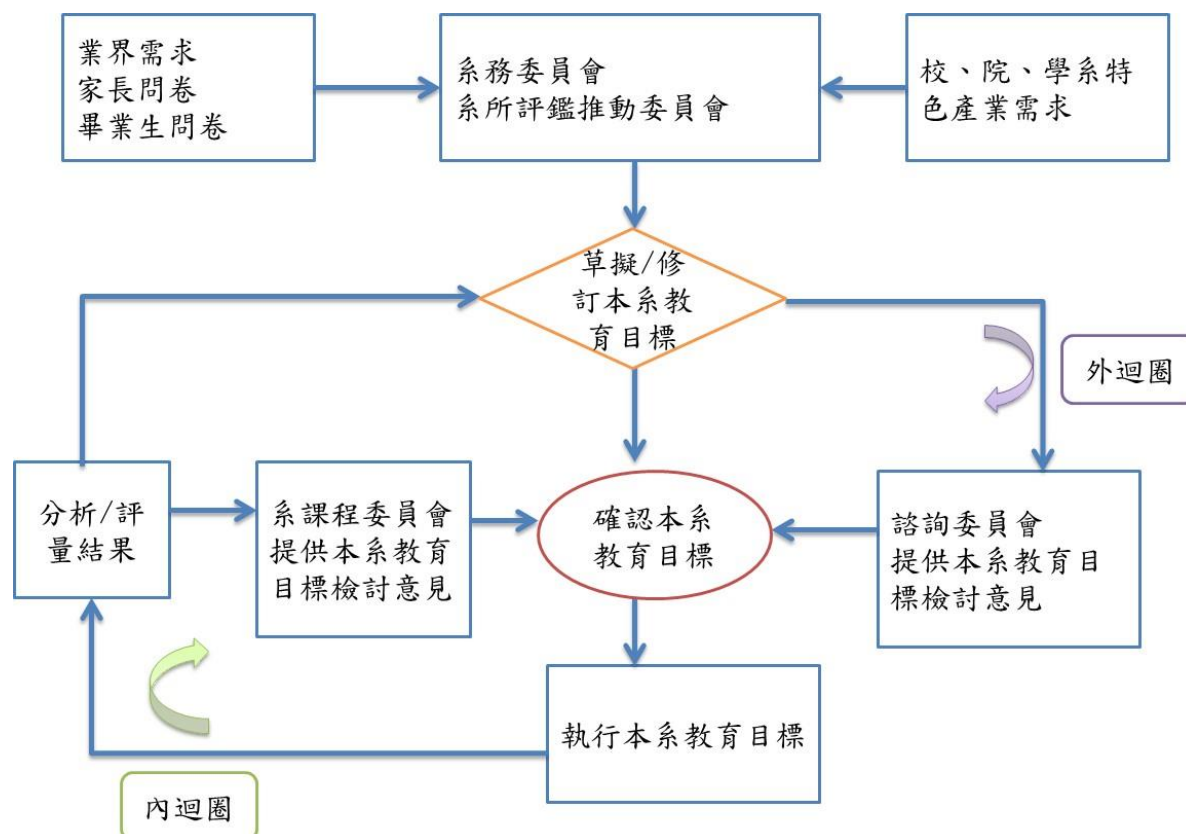 業界需求
家長問卷
畢業生問卷
系務委員會
系所評鑑推動委員會
校、院、學系特
色產業需求
草擬/修
訂本系教
育目標
外迴圈
分析/評
量結果
系課程委員會
提供本系教育
目標檢討意見
確認本系
教育目標
諮詢委員會
提供本系教育目
標檢討意見
執行本系教育目標
內迴圈